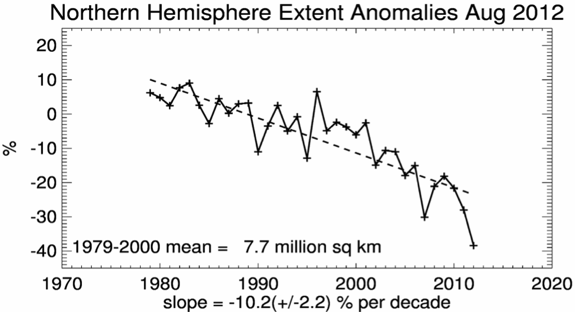 Northern Hemisphere Extent Anomalies Aug 2012
20
10
0
-10
-20
-30
-40
%
1979-2000 mean = 7.7 million sq km
1970 1980 1990 2000 2010 2020
slope = -10.2(+/-2.2) % per decade